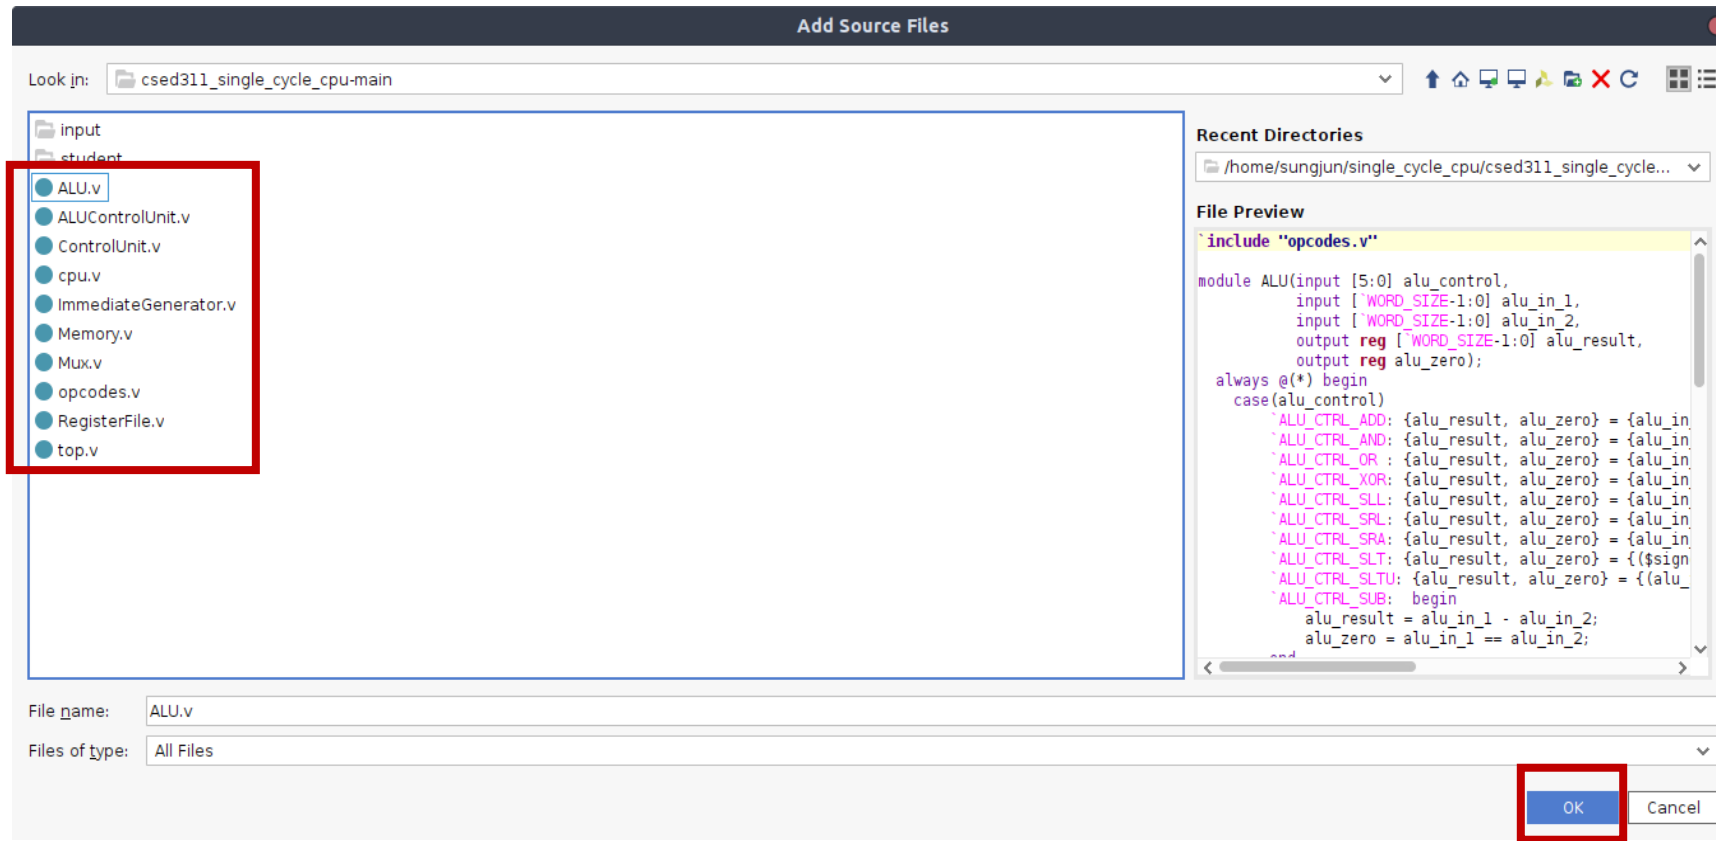 Add Source Files
Look in: csed311_single_cycle_cpu-main
input
student
ALU.v
ALUControlUnit.v
ControlUnit.v
cpu.v
ImmediateGenerator.v
Memory.v
Mux.v
opcodes.v
RegisterFile.v
top.v
Recent Directories
/home/sungjun/single_cycle_cpu/csed311_single_cycle...
File Preview
`include "opcodes.v"
module ALU(input [5:0] alu_control,
input [`WORD_SIZE-1:0] alu_in_1,
input [`WORD_SIZE-1:0] alu_in_2,
output reg [`WORD_SIZE-1:0] alu_result,
output reg alu_zero);
always @(*) begin
case(alu_control)
`ALU_CTRL_ADD: {alu_result, alu_zero} = {alu_in
`ALU_CTRL_AND: {alu_result, alu_zero} = {alu_in
`ALU_CTRL_OR : {alu_result, alu_zero} = {alu_in
`ALU_CTRL_XOR: {alu_result, alu_zero} = {alu_in
`ALU_CTRL_SLL: {alu_result, alu_zero} = {alu_in
`ALU_CTRL_SRL: {alu_result, alu_zero} = {alu_in
`ALU_CTRL_SRA: {alu_result, alu_zero} = {alu_in
`ALU_CTRL_SLT: {alu_result, alu_zero} = {($sign
`ALU_CTRL_SLTU: {alu_result, alu_zero} = {(alu_
`ALU_CTRL_SUB: begin
alu_result = alu_in_1 - alu_in_2;
alu_zero = alu_in_1 == alu_in_2;
end
File name: ALU.v
Files of type: All Files
OK Cancel